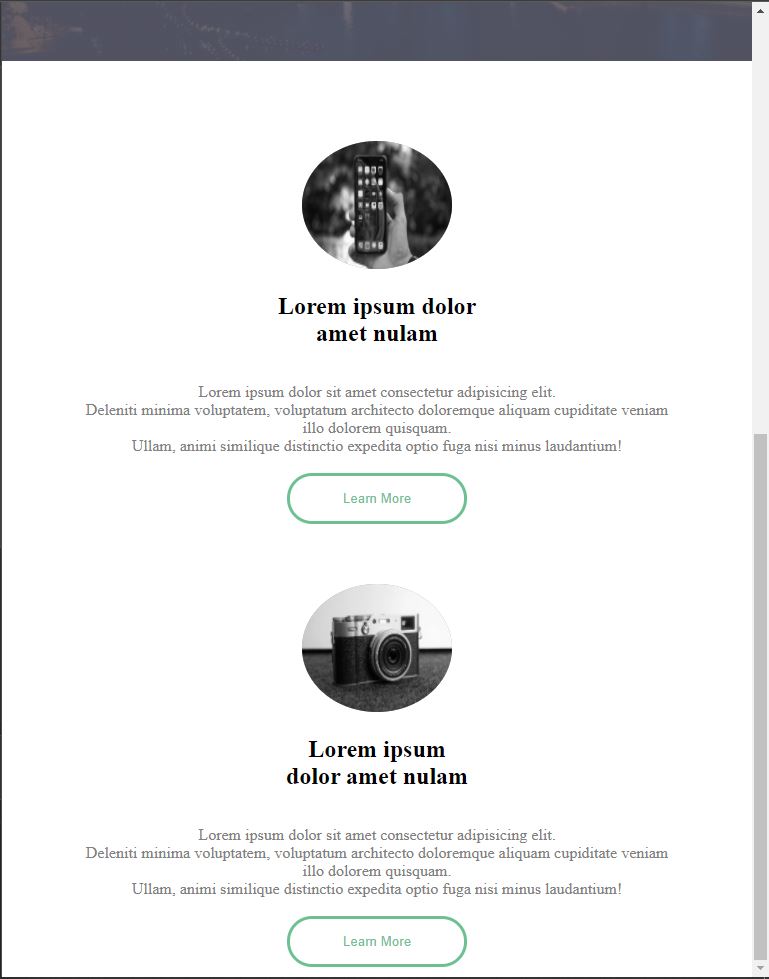 Lorem ipsum dolor
amet nulam
Lorem ipsum dolor sit amet consectetur adipisicing elit.
Deleniti minima voluptatem, voluptatum architecto doloremque aliquam cupiditate veniam
illo dolorem quisquam.
Ullam, animi similique distinctio expedita optio fuga nisi minus laudantium!
Learn More
Lorem ipsum
dolor amet nulam
Lorem ipsum dolor sit amet consectetur adipisicing elit.
Deleniti minima voluptatem, voluptatum architecto doloremque aliquam cupiditate veniam
illo dolorem quisquam.
Ullam, animi similique distinctio expedita optio fuga nisi minus laudantium!
Learn More